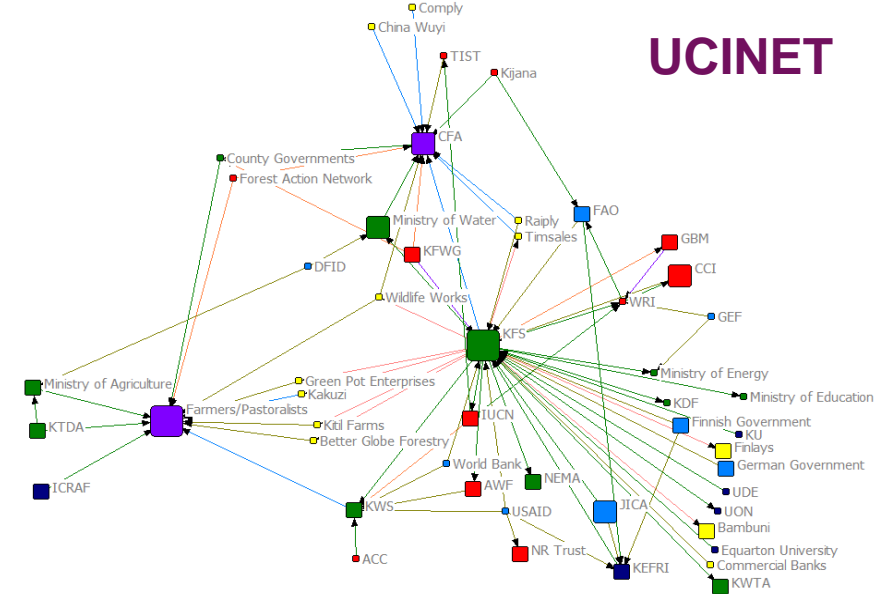 Comply
China Wuyi
UCINET
TIST
Kijana
CFA
County Governments
Forest Action Network
FAO
Ministry of Water
Raiply
Timsales
GBM
KFWG
CCI
DFID
Wildlife Works
WRI
GEF
KFS
Ministry of Energy
Green Pot Enterprises
Ministry of Agriculture
Kakuzi
Ministry of Education
KDF
Farmers/Pastoralists
IUCN
Finnish Government
Kitil Farms
KTDA
KU
Better Globe Forestry
Finlays
World Bank
German Government
NEMA
AWF
ICRAF
UDE
JICA
KWS
USAID
UON
Bambuni
NR Trust
Equarton University
ACC
Commercial Banks
KEFRI
KWTA